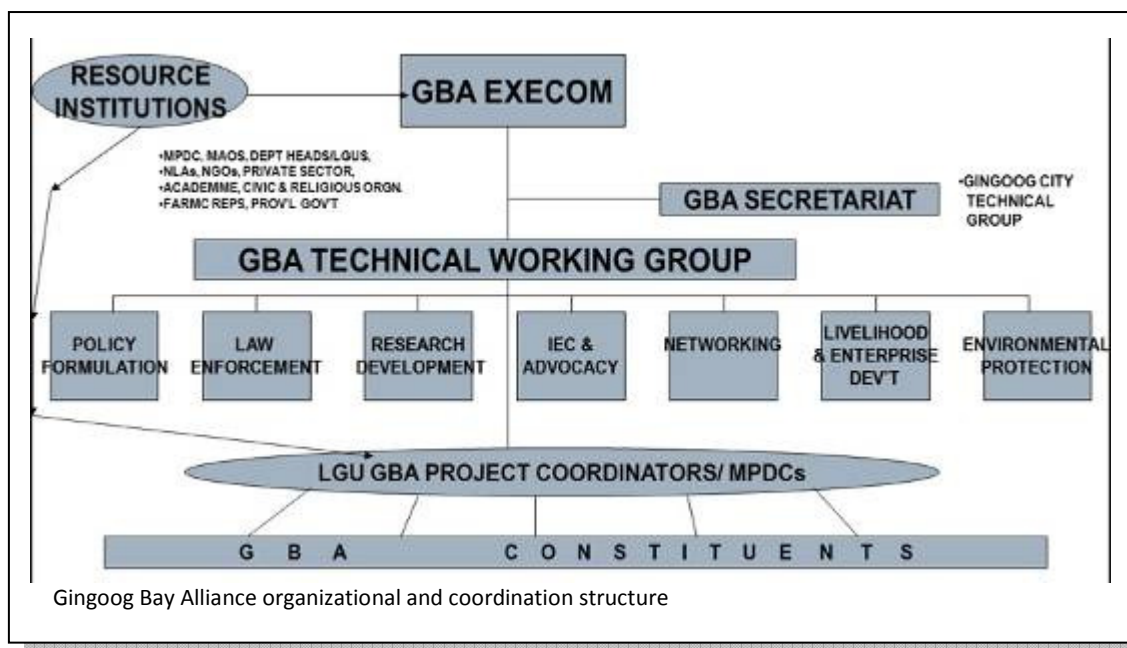 RESOURCE
INSTITUTIONS
GBA EXECOM
•MPDC, MAOS, DEPT HEADS/LGUS,
•NLAs, NGOs, PRIVATE SECTOR,
•ACADEMME, CIVIC & RELIGIOUS ORGN.
•FARMC REPS, PROV'L GOV'T
GBA SECRETARIAT
•GINGOOG CITY
TECHNICAL
GROUP
GBA TECHNICAL WORKING GROUP
POLICY
FORMULATION
LAW
ENFORCEMENT
RESEARCH
DEVELOPMENT
IEC &
ADVOCACY
NETWORKING
LIVELIHOOD
& ENTERPRISE
DEV'T
ENVIRONMENTAL
PROTECTION
LGU GBA PROJECT COORDINATORS/ MPDCs
G B A C O N S T I T U E N T S
Gingoog Bay Alliance organizational and coordination structure